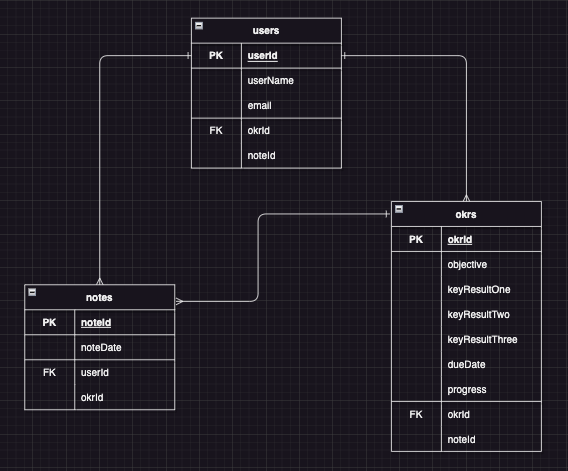 users
PK userId
userName
email
FK okrId
noteId
okrs
PK okrId
objective
keyResultOne
keyResultTwo
keyResultThree
dueDate
progress
FK okrId
noteId
notes
PK noteId
noteDate
FK userId
okrId